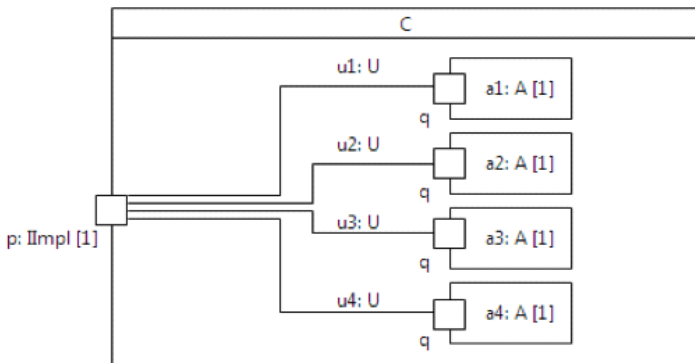 C
u1: U
a1: A [1]
q
u2: U
a2: A [1]
q
p: IImpl [1]
u3: U
a3: A [1]
q
u4: U
a4: A [1]
q